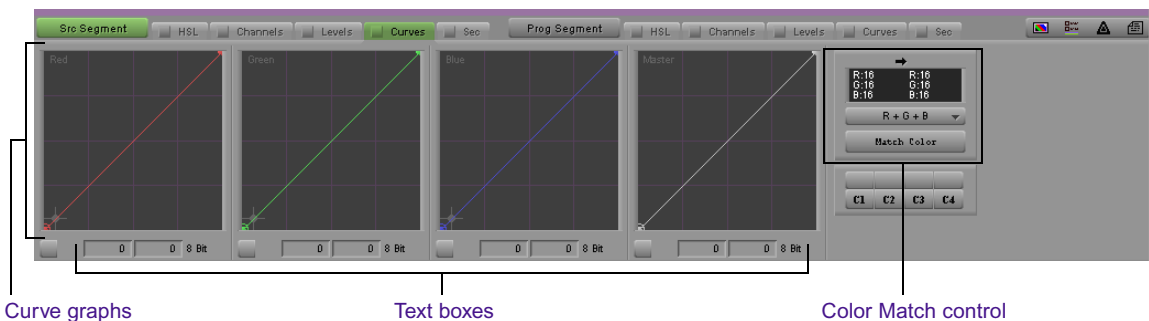 Src Segment HSL Channels Levels Curves Sec Prog Segment HSL Channels Levels Curves Sec
Red Green Blue Master
R:16 R:16
G:16 G:16
B:16 B:16
R + G + B
Match Color
C1 C2 C3 C4
0 0 8 Bit 0 0 8 Bit 0 0 8 Bit 0 0 8 Bit
Curve graphs Text boxes Color Match control